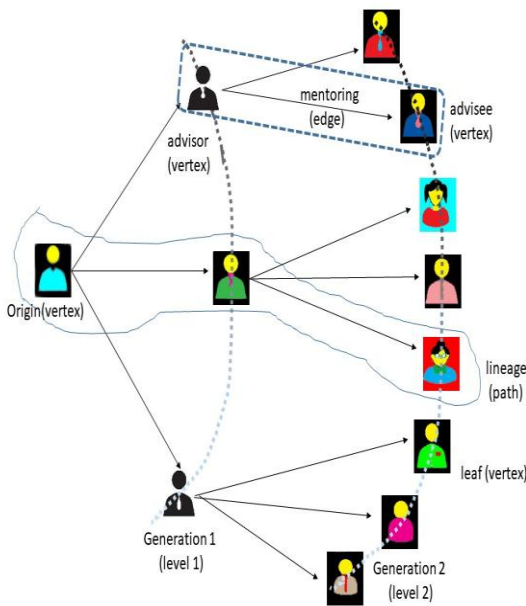 mentoring
(edge)
advisee
(vertex)
advisor
(vertex)
Origin(vertex)
lineage
(path)
leaf (vertex)
Generation 1
(level 1)
Generation 2
(level 2)